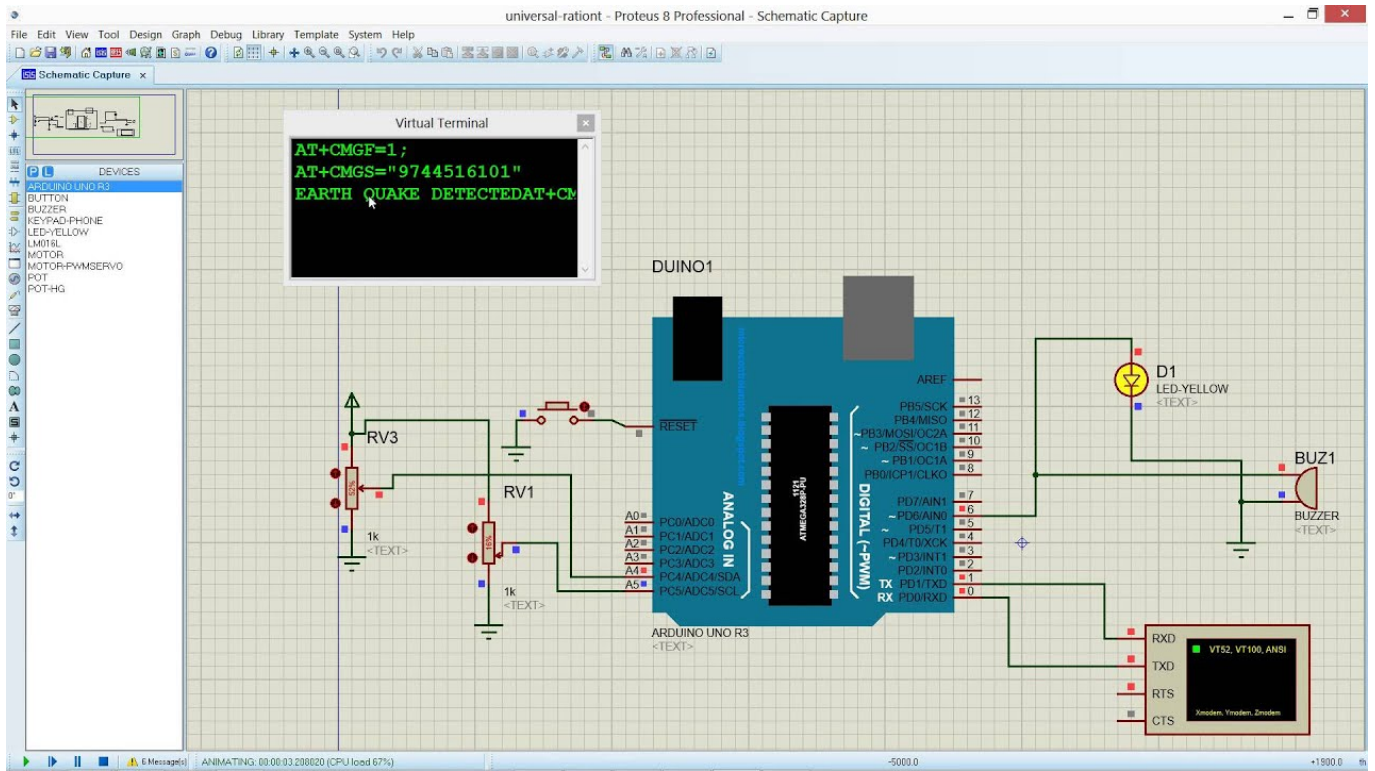 universal-rationt - Proteus 8 Professional - Schematic Capture
File Edit View Tool Design Graph Debug Library Template System Help
Schematic Capture x
P L DEVICES
ARDUINO UNO R3
BUTTON
BUZZER
KEYPAD-PHONE
LED-YELLOW
LM016L
MOTOR
MOTOR-PWMSERVO
POT
POT-HG
Virtual Terminal
AT+CMGF=1;
AT+CMGS="9744516101"
EARTH QUAKE DETECTEDAT+CM
DUINO1
RV3
52%
1k
<TEXT>
RV1
16%
1k
<TEXT>
RESET
A0
A1
A2
A3
A4
A5
PC0/ADC0
PC1/ADC1
PC2/ADC2
PC3/ADC3
PC4/ADC4/SDA
PC5/ADC5/SCL
ANALOG IN
1121
ATMEGA328P-PU
DIGITAL (~PWM)
AREF
PB5/SCK 13
PB4/MISO 12
~PB3/MOSI/OC2A 11
~ PB2/SS/OC1B 10
~ PB1/OC1A 9
PB0/ICP1/CLKO 8
PD7/AIN1 7
~PD6/AIN0 6
~ PD5/T1 5
PD4/T0/XCK 4
~PD3/INT1 3
PD2/INT0 2
TX PD1/TXD 1
RX PD0/RXD 0
ARDUINO UNO R3
<TEXT>
D1
LED-YELLOW
<TEXT>
BUZ1
BUZZER
<TEXT>
RXD
TXD
RTS
CTS
VT52, VT100, ANSI
Xmodem, Ymodem, Zmodem
6 Message(s) ANIMATING: 00:00:03.208020 (CPU load 67%) -5000.0 +1900.0 th